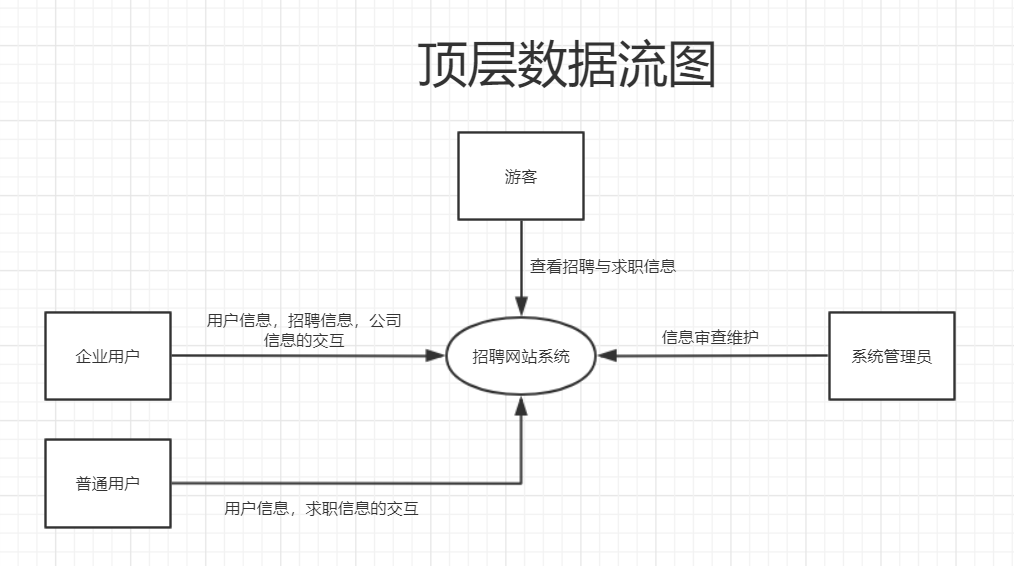 顶层数据流图
游客
查看招聘与求职信息
用户信息，招聘信息，公司
信息的交互
信息审查维护
企业用户
招聘网站系统
系统管理员
普通用户
用户信息，求职信息的交互